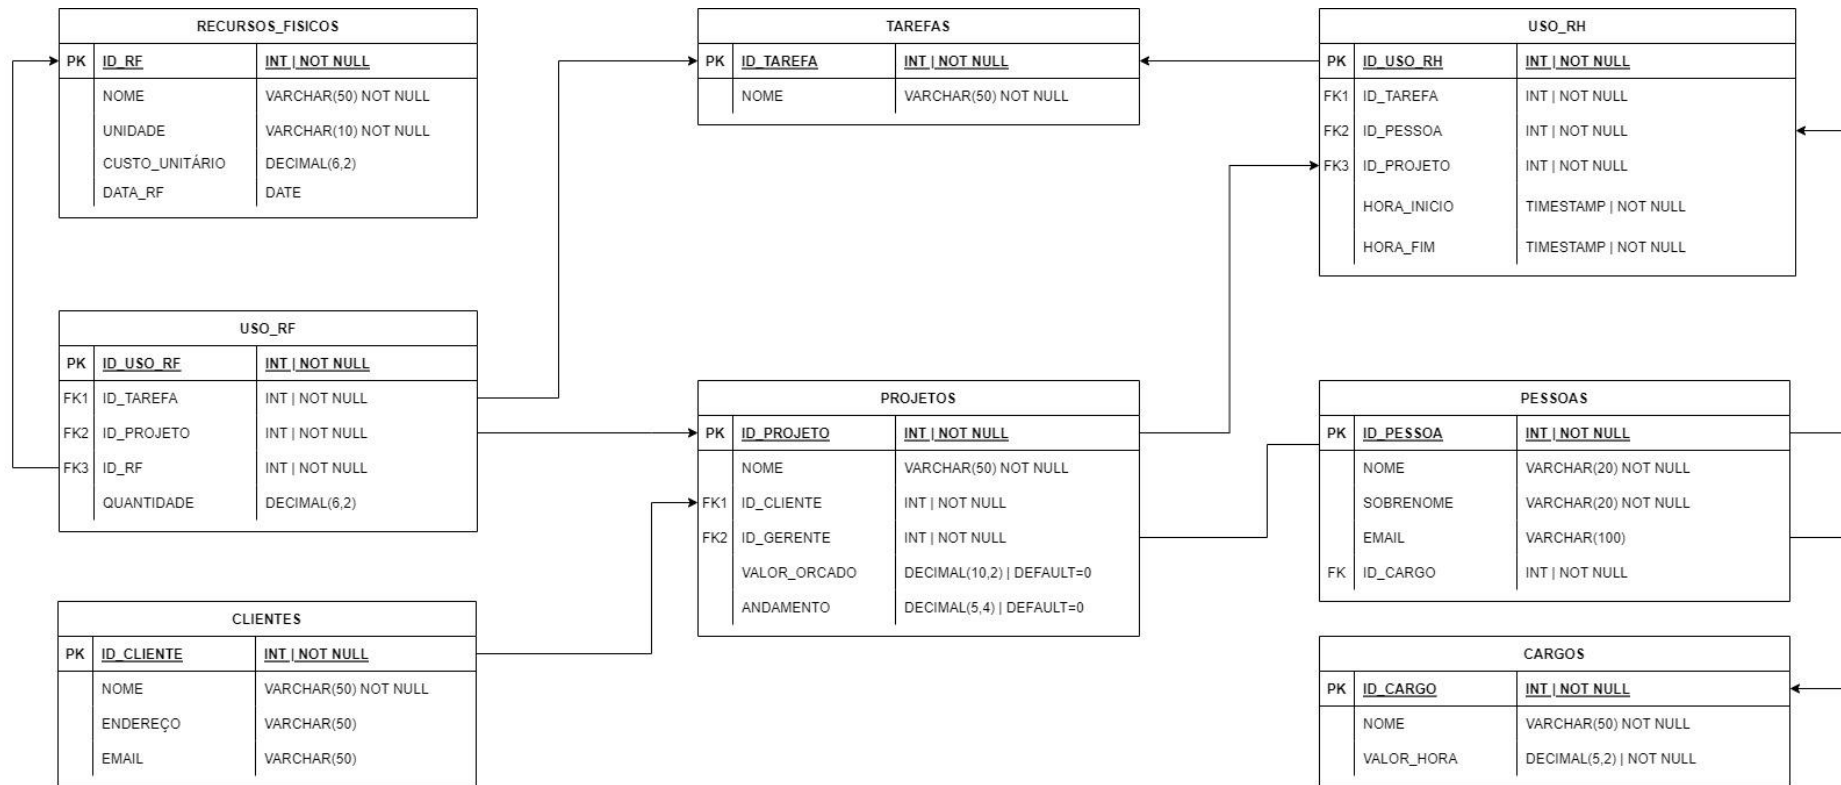 RECURSOS_FISICOS
PK ID_RF INT | NOT NULL
NOME VARCHAR(50) NOT NULL
UNIDADE VARCHAR(10) NOT NULL
CUSTO_UNITÁRIO DECIMAL(6,2)
DATA_RF DATE
TAREFAS
PK ID_TAREFA INT | NOT NULL
NOME VARCHAR(50) NOT NULL
USO_RH
PK ID_USO_RH INT | NOT NULL
FK1 ID_TAREFA INT | NOT NULL
FK2 ID_PESSOA INT | NOT NULL
FK3 ID_PROJETO INT | NOT NULL
HORA_INICIO TIMESTAMP | NOT NULL
HORA_FIM TIMESTAMP | NOT NULL
USO_RF
PK ID_USO_RF INT | NOT NULL
FK1 ID_TAREFA INT | NOT NULL
FK2 ID_PROJETO INT | NOT NULL
FK3 ID_RF INT | NOT NULL
QUANTIDADE DECIMAL(6,2)
PROJETOS
PK ID_PROJETO INT | NOT NULL
NOME VARCHAR(50) NOT NULL
FK1 ID_CLIENTE INT | NOT NULL
FK2 ID_GERENTE INT | NOT NULL
VALOR_ORCADO DECIMAL(10,2) | DEFAULT=0
ANDAMENTO DECIMAL(5,4) | DEFAULT=0
PESSOAS
PK ID_PESSOA INT | NOT NULL
NOME VARCHAR(20) NOT NULL
SOBRENOME VARCHAR(20) NOT NULL
EMAIL VARCHAR(100)
FK ID_CARGO INT | NOT NULL
CLIENTES
PK ID_CLIENTE INT | NOT NULL
NOME VARCHAR(50) NOT NULL
ENDEREÇO VARCHAR(50)
EMAIL VARCHAR(50)
CARGOS
PK ID_CARGO INT | NOT NULL
NOME VARCHAR(50) NOT NULL
VALOR_HORA DECIMAL(5,2) | NOT NULL